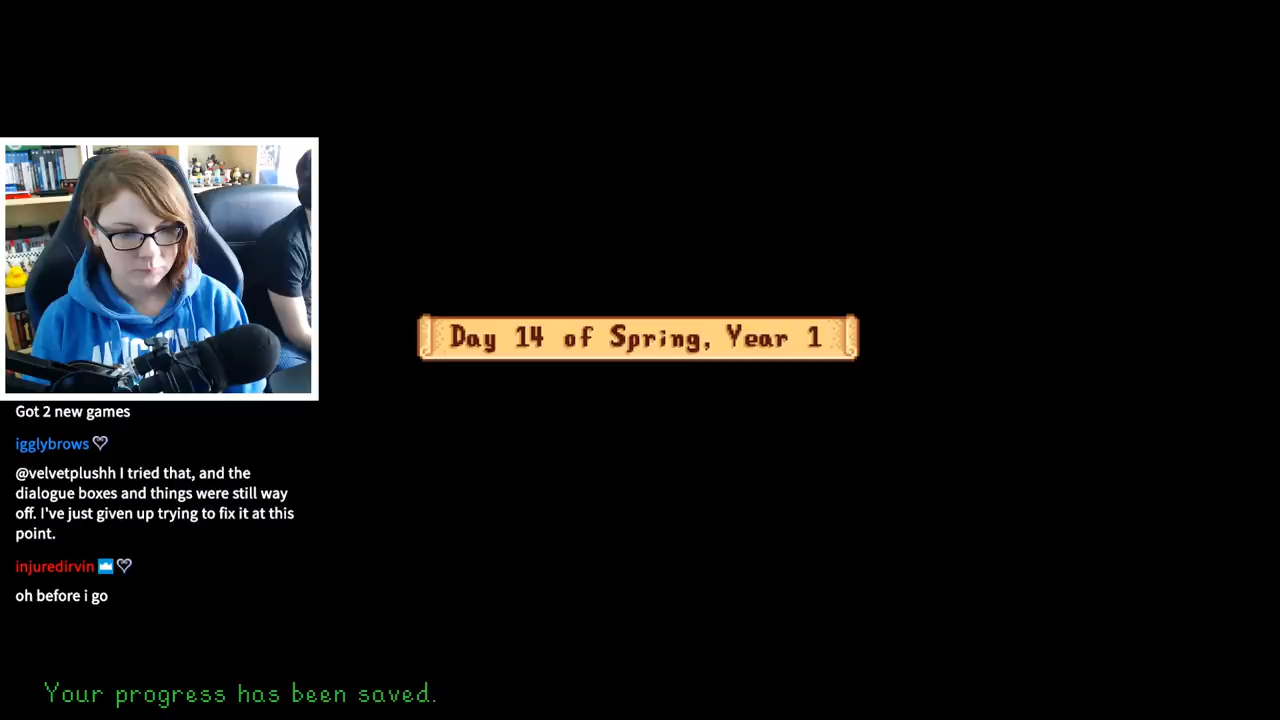 Day 14 of Spring, Year 1
Got 2 new games
igglybrows
@velvetplushh I tried that, and the
dialogue boxes and things were still way
off. I've just given up trying to fix it at this
point.
injuredirvin
oh before i go
Your progress has been saved.